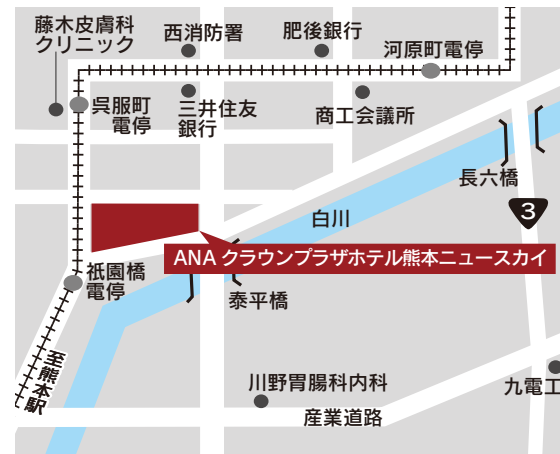 藤木皮膚科
クリニック
西消防署
肥後銀行
河原町電停
呉服町
電停
三井住友
銀行
商工会議所
長六橋
3
白川
ANA クラウンプラザホテル熊本ニュースカイ
祇園橋
電停
泰平橋
至熊本駅
川野胃腸科内科
九電工
産業道路